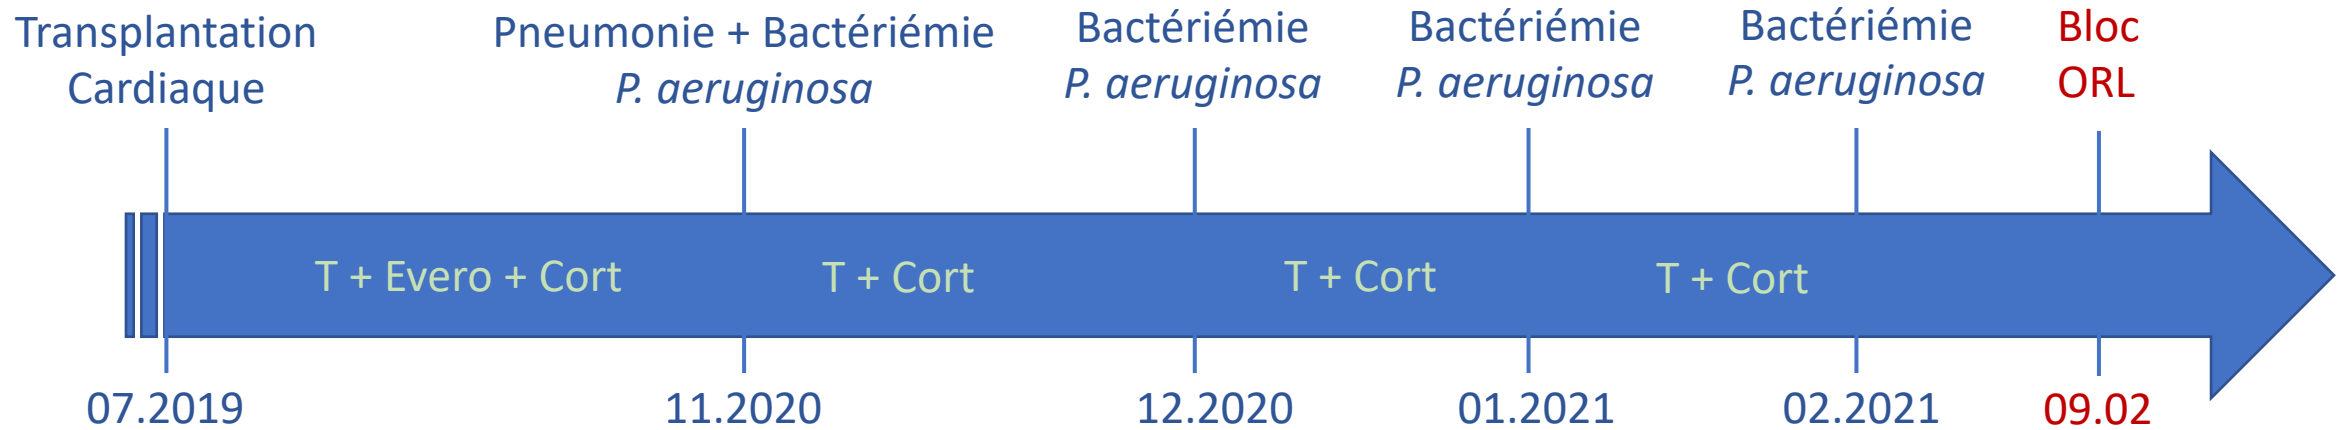 Transplantation
Cardiaque
Pneumonie + Bactériémie
P. aeruginosa
Bactériémie
P. aeruginosa
Bactériémie
P. aeruginosa
Bactériémie
P. aeruginosa
Bloc
ORL
T + Evero + Cort
T + Cort
T + Cort
T + Cort
07.2019
11.2020
12.2020
01.2021
02.2021
09.02